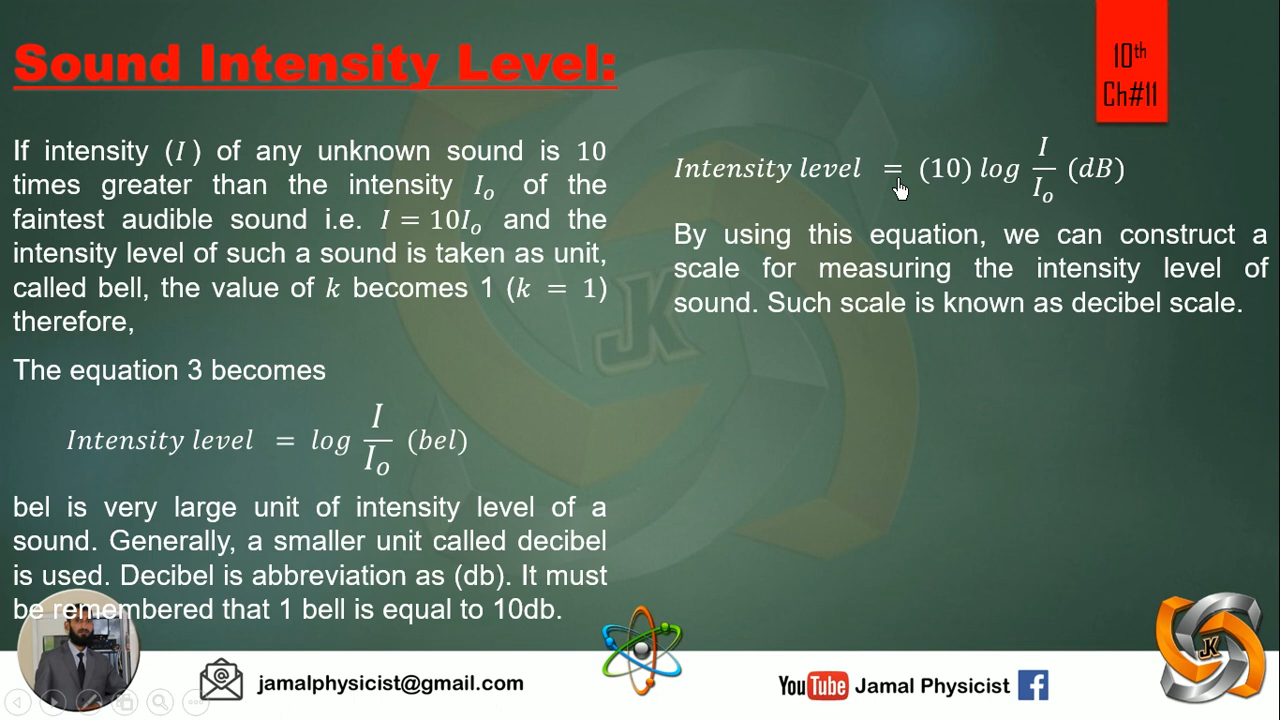 Sound Intensity Level:
10th
Ch#11
If intensity (I ) of any unknown sound is 10
times greater than the intensity Iₒ of the
faintest audible sound i.e. I = 10Iₒ and the
intensity level of such a sound is taken as unit,
called bell, the value of k becomes 1 (k = 1)
therefore,
The equation 3 becomes
Intensity level = log I/Iₒ (bel)
bel is very large unit of intensity level of a
sound. Generally, a smaller unit called decibel
is used. Decibel is abbreviation as (db). It must
be remembered that 1 bell is equal to 10db.
Intensity level = (10) log I/Iₒ (dB)
By using this equation, we can construct a
scale for measuring the intensity level of
sound. Such scale is known as decibel scale.
JK
jamalphysicist@gmail.com
YouTube Jamal Physicist f
JK